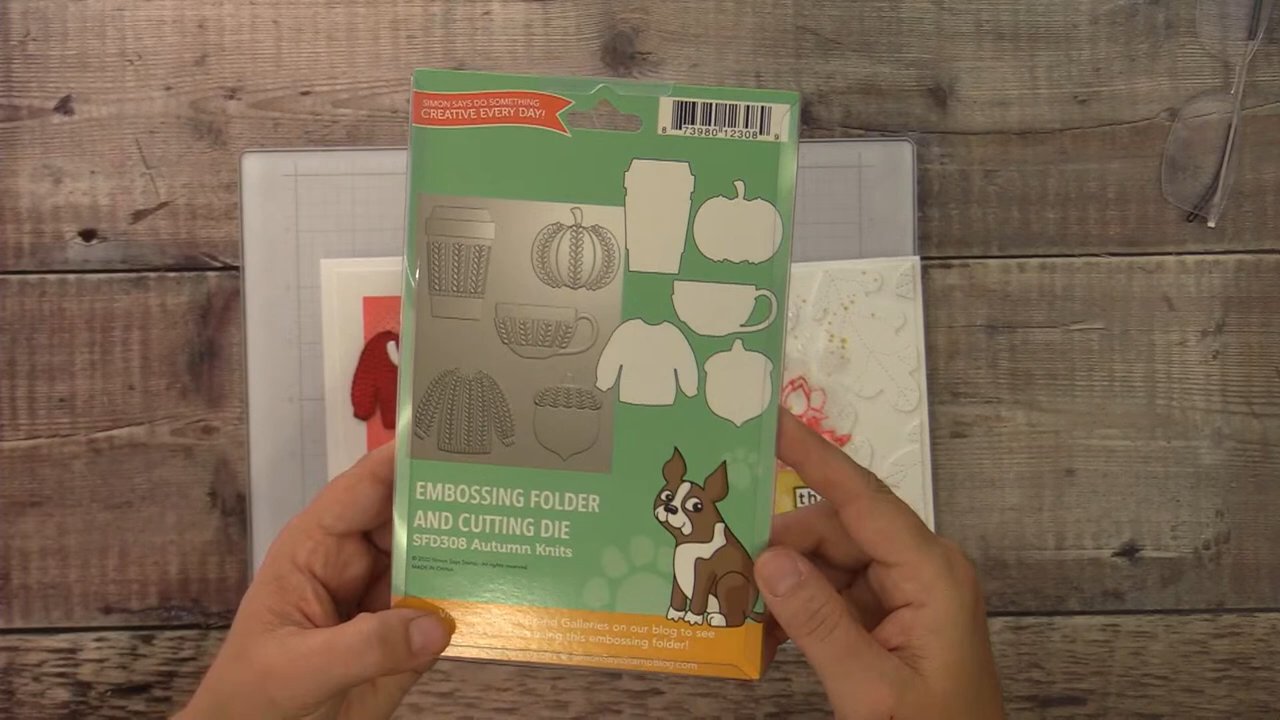 SIMON SAYS DO SOMETHING
CREATIVE EVERY DAY!
8 73980 12308 9
EMBOSSING FOLDER
AND CUTTING DIE
SFD308 Autumn Knits
MADE IN CHINA
Galleries on our blog to see
using this embossing folder!